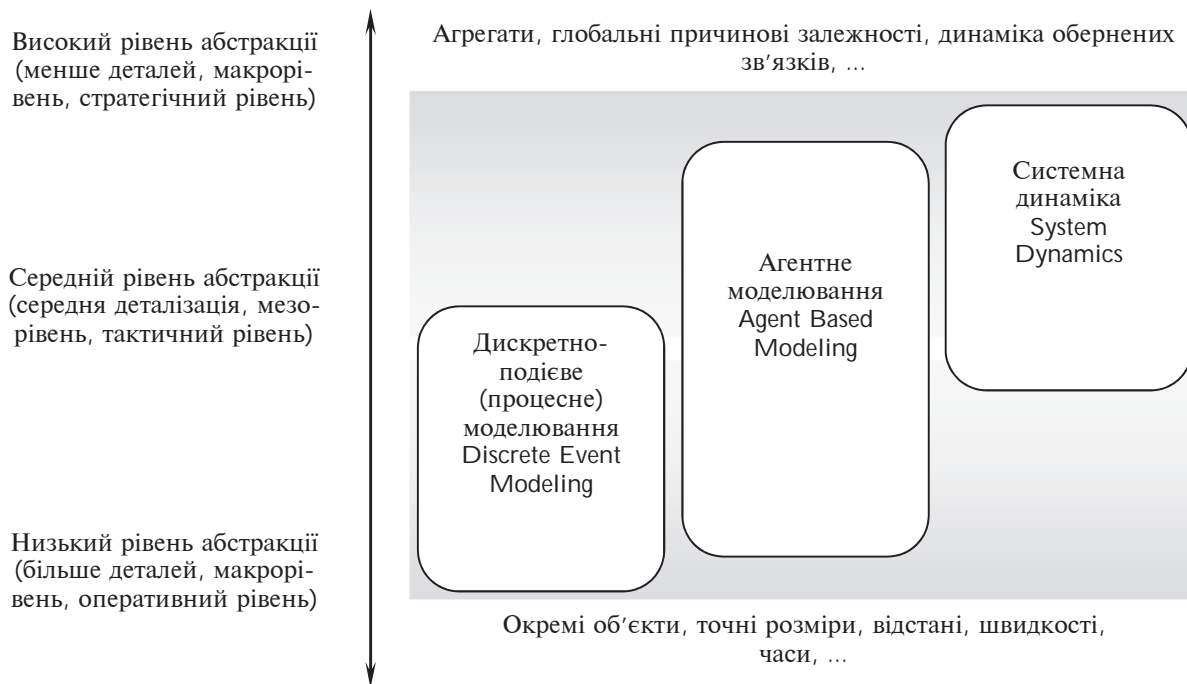 Високий рівень абстракції
(менше деталей, макрорі-
вень, стратегічний рівень)
Агрегати, глобальні причинові залежності, динаміка обернених
зв’язків, ...
Середній рівень абстракції
(середня деталізація, мезо-
рівень, тактичний рівень)
Дискретно-
подієве
(процесне)
моделювання
Discrete Event
Modeling
Агентне
моделювання
Agent Based
Modeling
Системна
динаміка
System
Dynamics
Низький рівень абстракції
(більше деталей, макрорі-
вень, оперативний рівень)
Окремі об’єкти, точні розміри, відстані, швидкості,
часи, ...